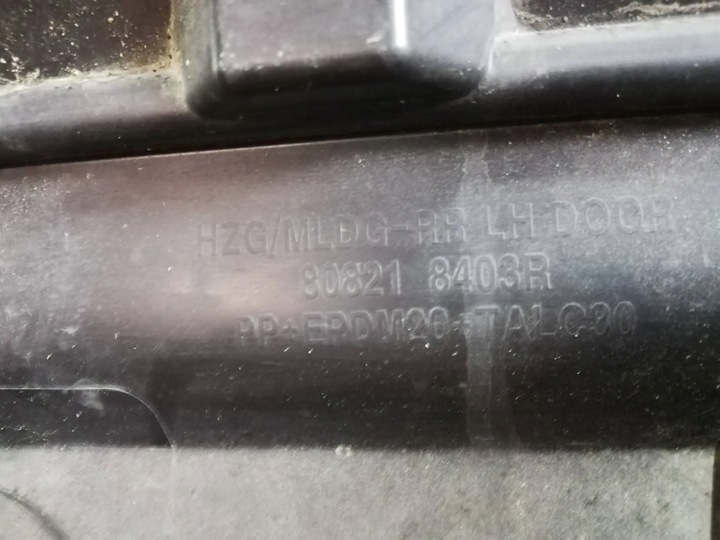 HZG/MLDG-RR LH DOOR
80821 8403R
PP+EPDM20+TALC30